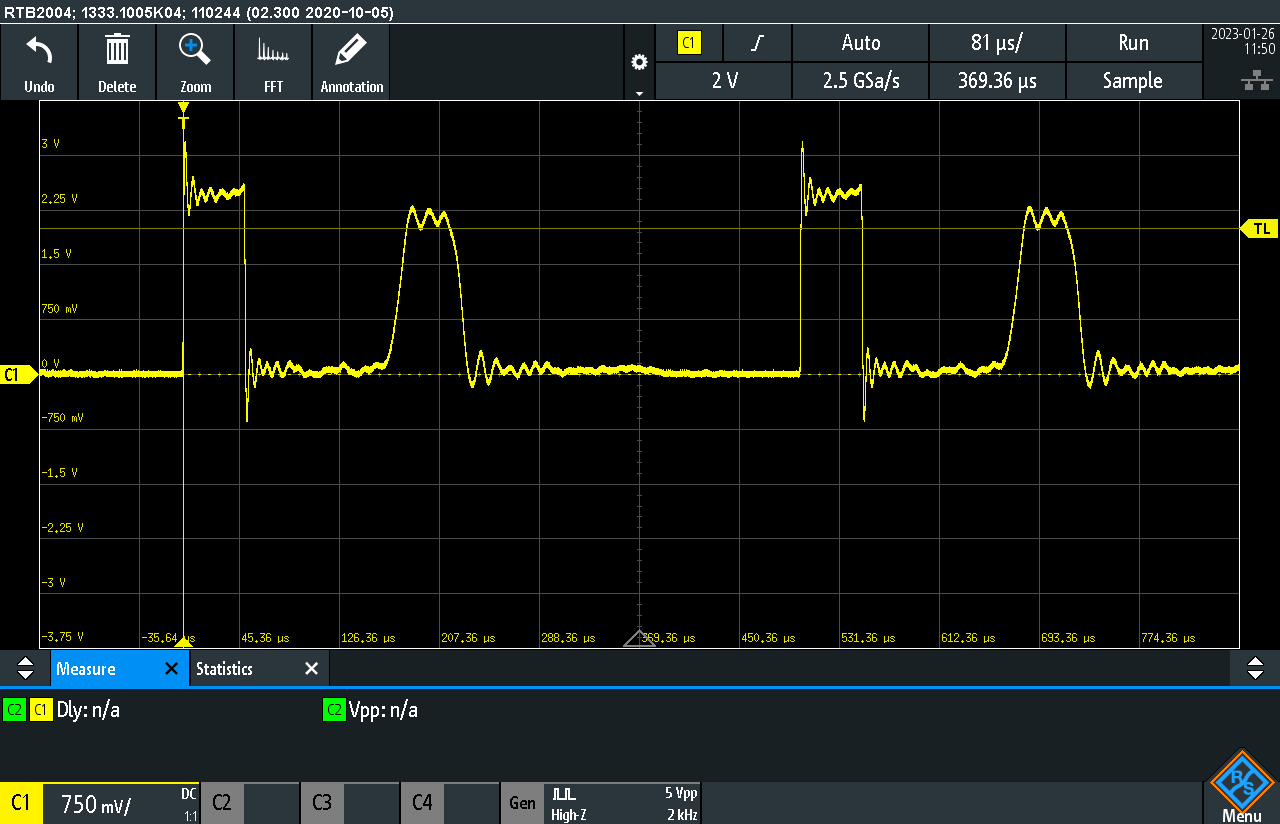 RTB2004; 1333.1005K04; 110244 (02.300 2020-10-05)
Undo
Delete
Zoom
FFT
Annotation
C1
Auto
81 µs/
Run
2 V
2.5 GSa/s
369.36 µs
Sample
2023-01-26
11:50
T
3 V
2.25 V
1.5 V
750 mV
0 V
-750 mV
-1.5 V
-2.25 V
-3 V
-3.75 V
TL
C1
-35.64 µs
45.36 µs
126.36 µs
207.36 µs
288.36 µs
369.36 µs
450.36 µs
531.36 µs
612.36 µs
693.36 µs
774.36 µs
Measure
Statistics
C2 C1 Dly: n/a
C2 Vpp: n/a
C1
750 mV/
DC
1:1
C2
C3
C4
Gen
High-Z
5 Vpp
2 kHz
R S
Menu